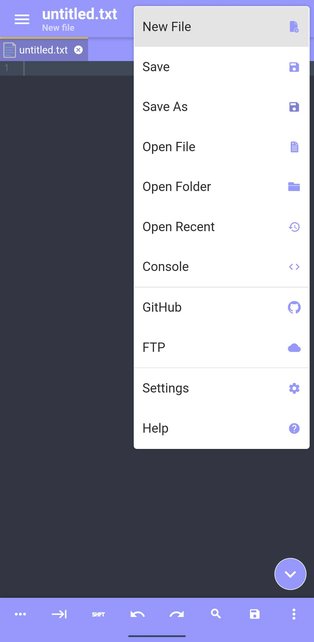 untitled.txt
New file
untitled.txt
1
New File
Save
Save As
Open File
Open Folder
Open Recent
Console
GitHub
FTP
Settings
Help
SHFT